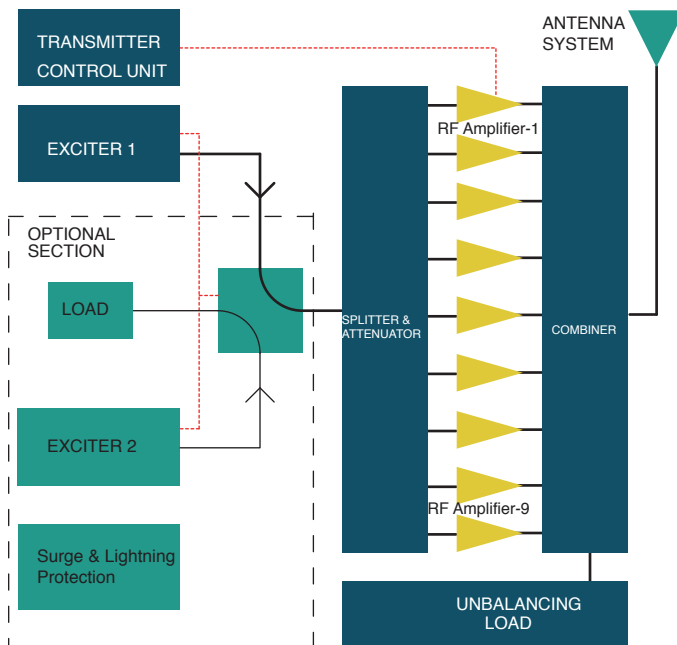 TRANSMITTER
CONTROL UNIT
ANTENNA
SYSTEM
EXCITER 1
RF Amplifier-1
OPTIONAL
SECTION
LOAD
SPLITTER &
ATTENUATOR
COMBINER
EXCITER 2
RF Amplifier-9
Surge & Lightning
Protection
UNBALANCING
LOAD